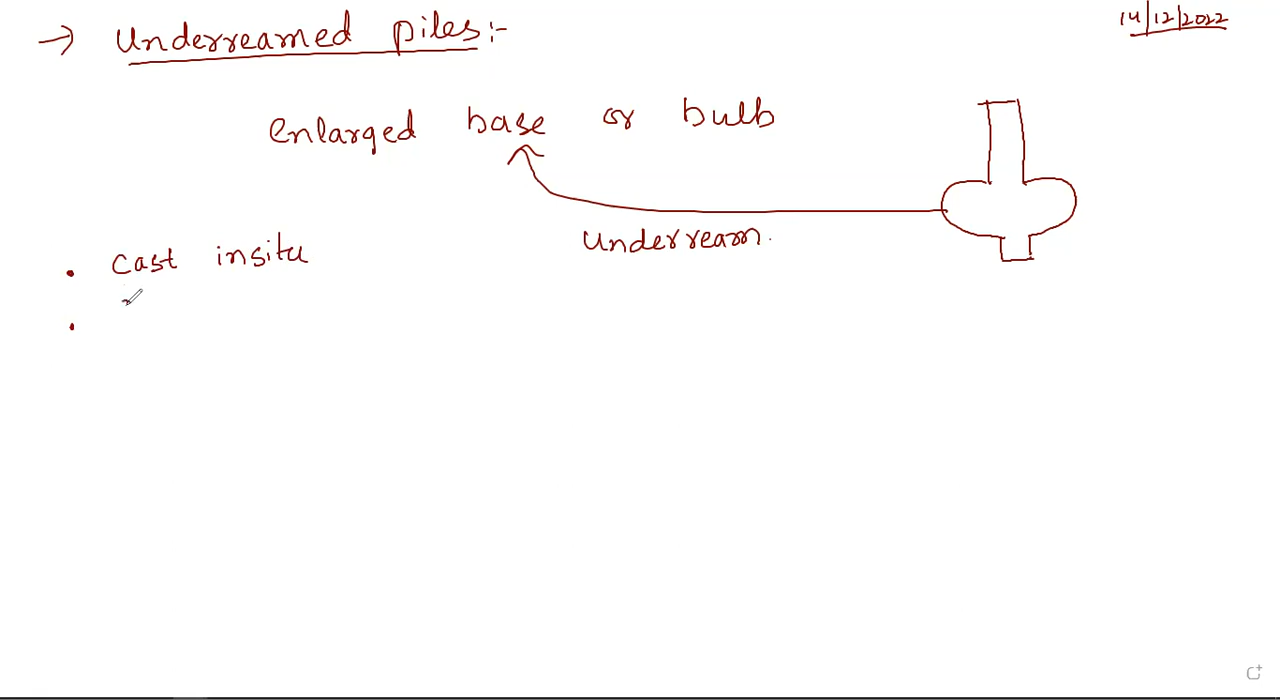 14/12/2022
→ Underreamed piles:-
enlarged base or bulb
Underream.
• Cast insitu
•